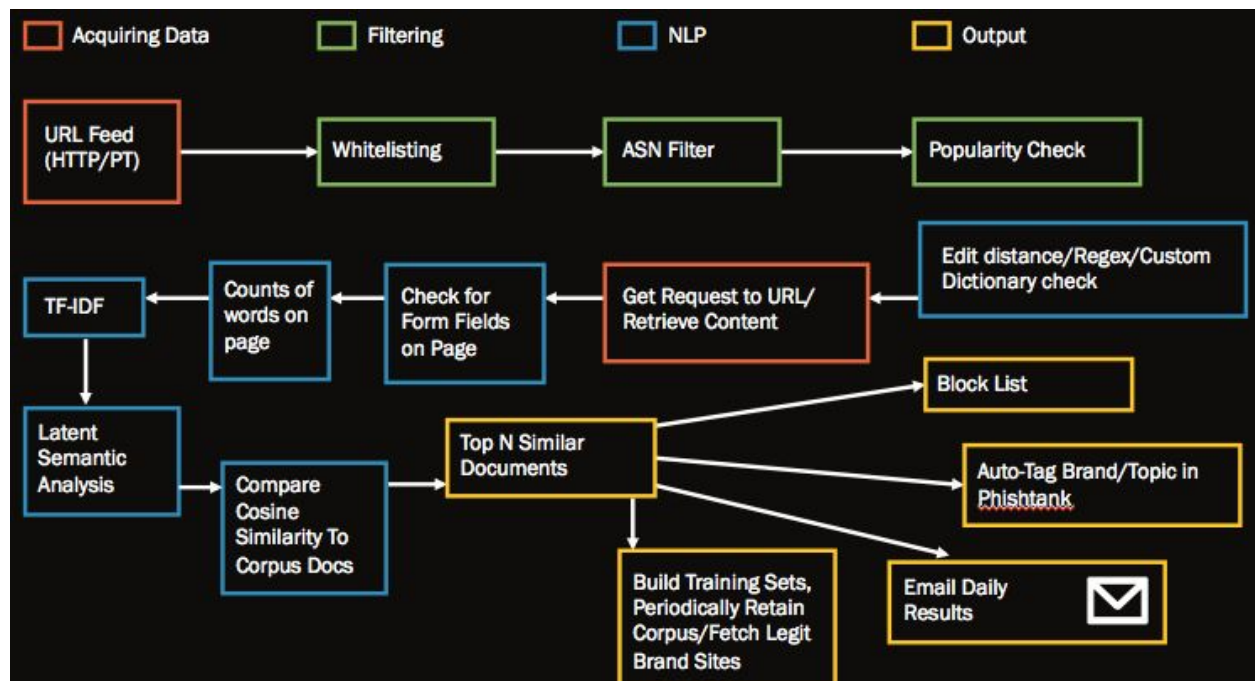 Acquiring Data
Filtering
NLP
Output
URL Feed
(HTTP/PT)
Whitelisting
ASN Filter
Popularity Check
Edit distance/Regex/Custom
Dictionary check
Get Request to URL/
Retrieve Content
Check for
Form Fields
on Page
Counts of
words on
page
TF-IDF
Latent
Semantic
Analysis
Compare
Cosine
Similarity To
Corpus Docs
Top N Similar
Documents
Block List
Auto-Tag Brand/Topic in
Phishtank
Email Daily
Results
Build Training Sets,
Periodically Retain
Corpus/Fetch Legit
Brand Sites